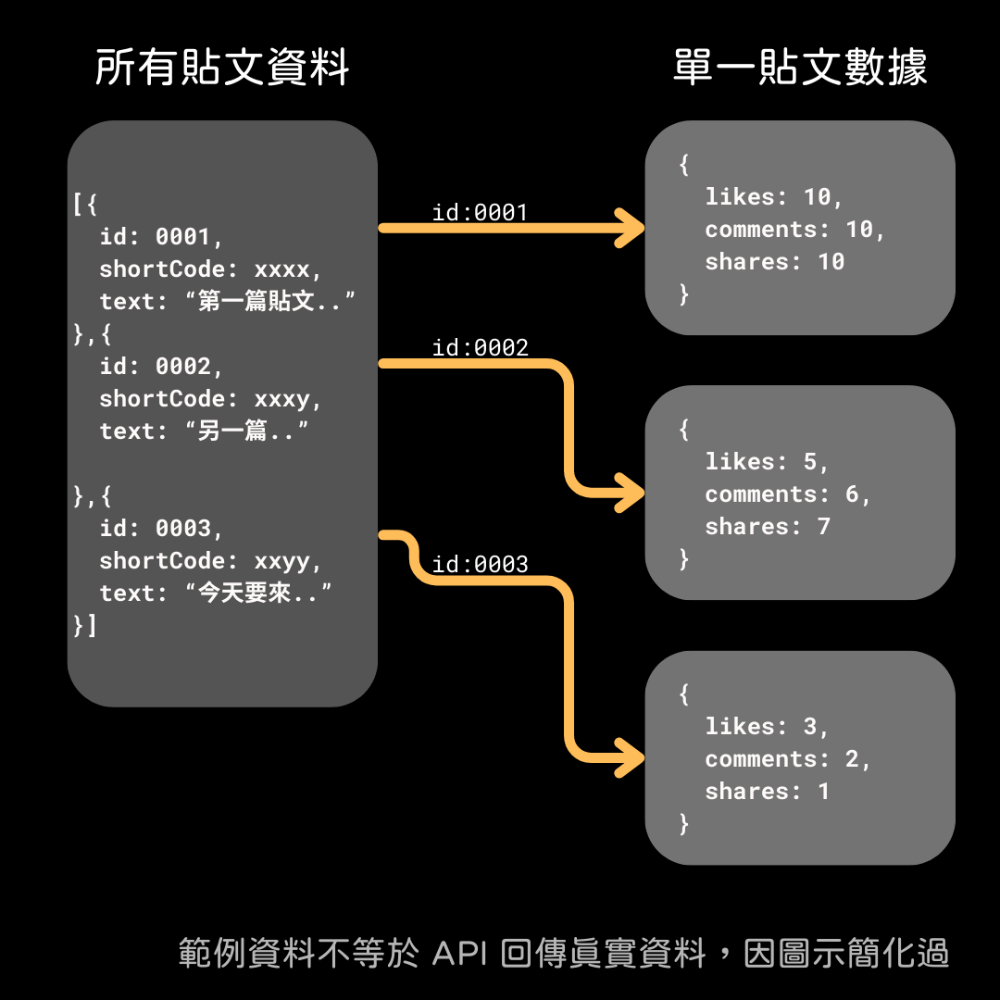 所有貼文資料
[{
id: 0001,
shortCode: xxxx,
text: “第一篇貼文..”
},{
id: 0002,
shortCode: xxxy,
text: “另一篇..”
},{
id: 0003,
shortCode: xxyy,
text: “今天要來..”
}]
id:0001
id:0002
id:0003
單一貼文數據
{
likes: 10,
comments: 10,
shares: 10
}
{
likes: 5,
comments: 6,
shares: 7
}
{
likes: 3,
comments: 2,
shares: 1
}
範例資料不等於 API 回傳真實資料，因圖示簡化過